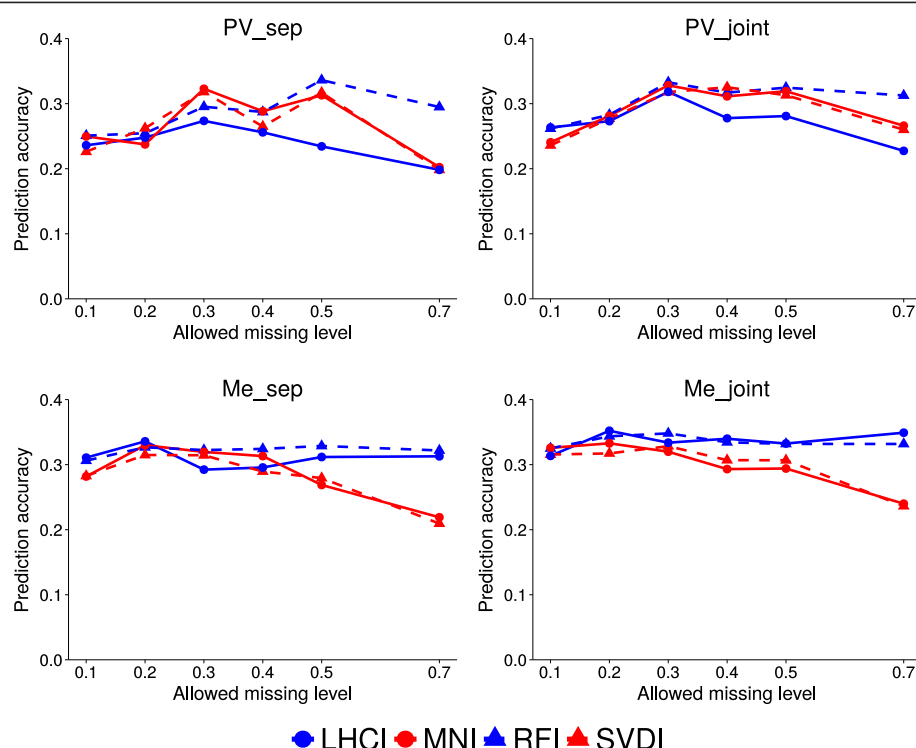 PV_sep
0.4
0.3
0.2
0.1
0.0
Prediction accuracy
0.1 0.2 0.3 0.4 0.5 0.7
Allowed missing level
PV_joint
0.4
0.3
0.2
0.1
0.0
Prediction accuracy
0.1 0.2 0.3 0.4 0.5 0.7
Allowed missing level
Me_sep
0.4
0.3
0.2
0.1
0.0
Prediction accuracy
0.1 0.2 0.3 0.4 0.5 0.7
Allowed missing level
Me_joint
0.4
0.3
0.2
0.1
0.0
Prediction accuracy
0.1 0.2 0.3 0.4 0.5 0.7
Allowed missing level
LHCI MNI RFI SVDI